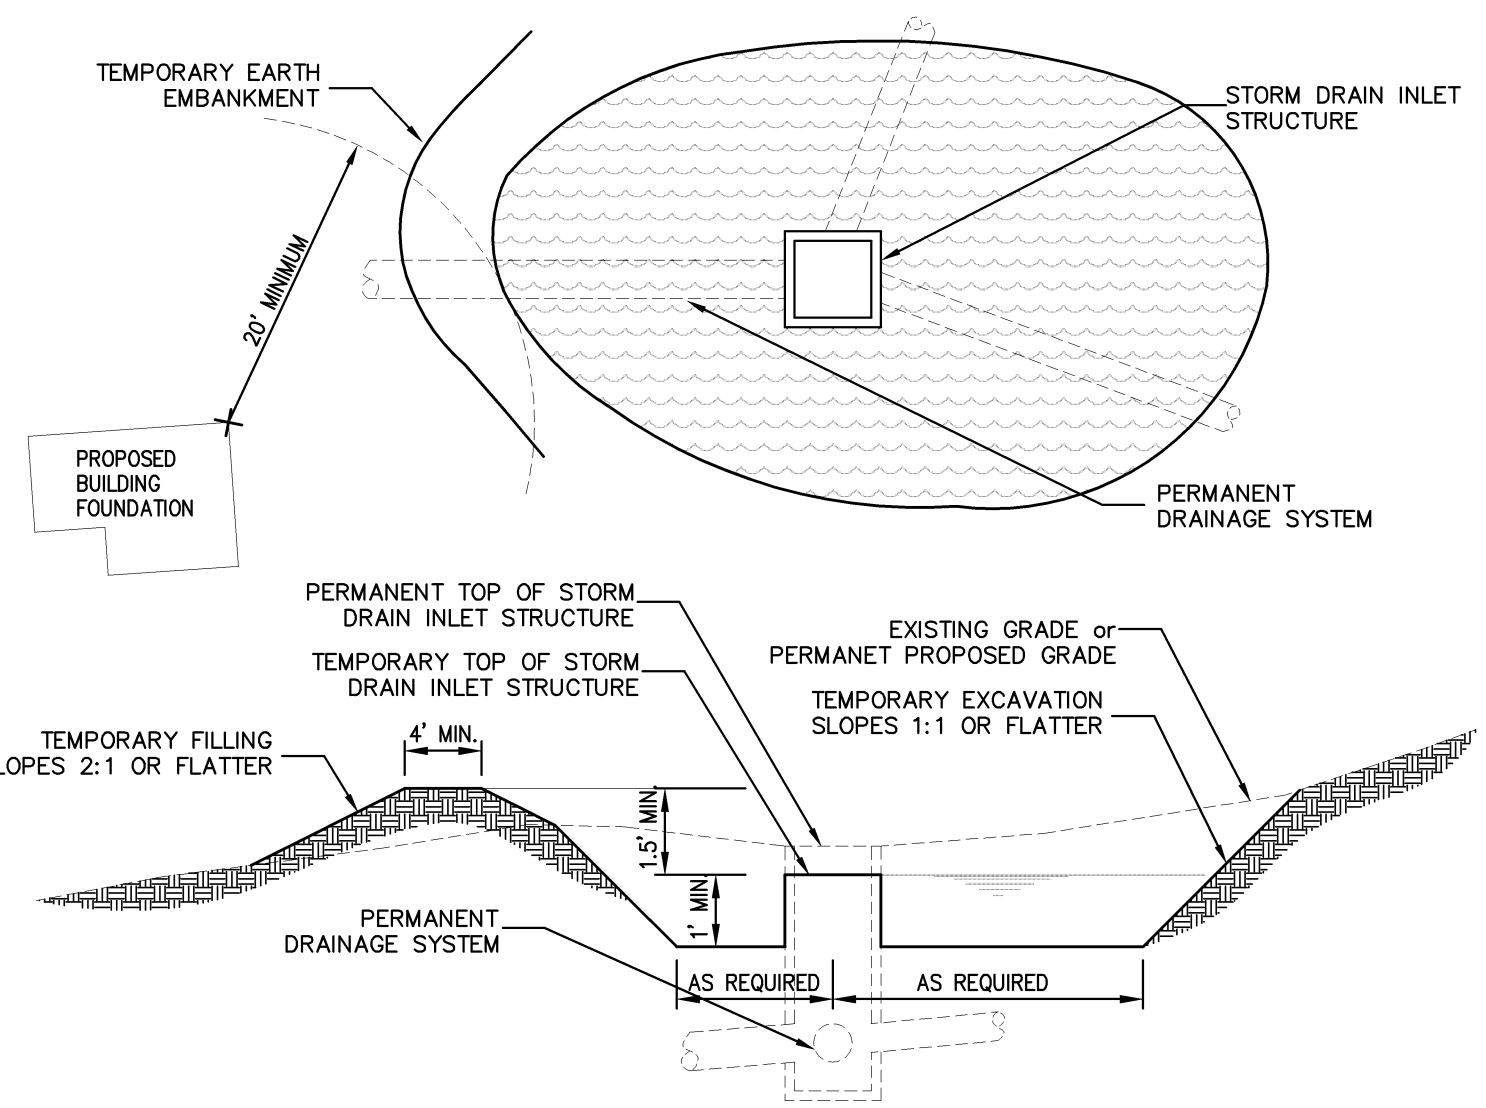 TEMPORARY EARTH
EMBANKMENT
STORM DRAIN INLET
STRUCTURE
20' MINIMUM
PROPOSED
BUILDING
FOUNDATION
PERMANENT
DRAINAGE SYSTEM
PERMANENT TOP OF STORM
DRAIN INLET STRUCTURE
TEMPORARY TOP OF STORM
DRAIN INLET STRUCTURE
EXISTING GRADE or
PERMANET PROPOSED GRADE
TEMPORARY EXCAVATION
SLOPES 1:1 OR FLATTER
TEMPORARY FILLING
LOPES 2:1 OR FLATTER
4' MIN.
1.5' MIN.
1' MIN.
PERMANENT
DRAINAGE SYSTEM
AS REQUIRED
AS REQUIRED